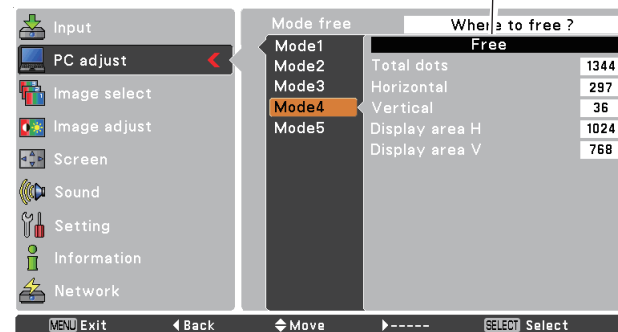 Input
PC adjust
Image select
Image adjust
Screen
Sound
Setting
Information
Network
Mode free
Where to free ?
Mode1
Mode2
Mode3
Mode4
Mode5
Free
Total dots 1344
Horizontal 297
Vertical 36
Display area H 1024
Display area V 768
MENU Exit
Back
Move
-----
SELECT Select